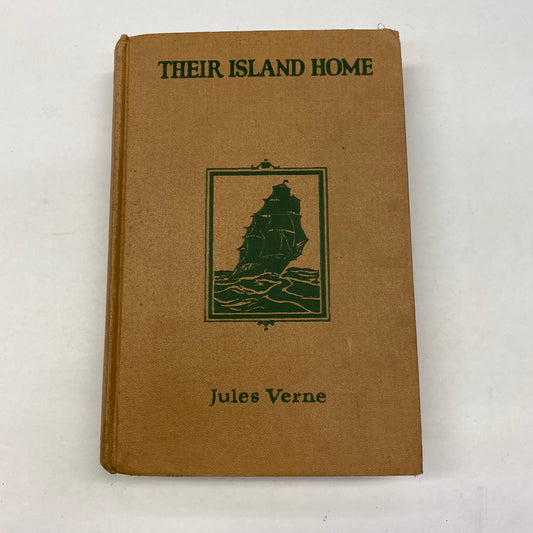 THEIR ISLAND HOME
Jules Verne